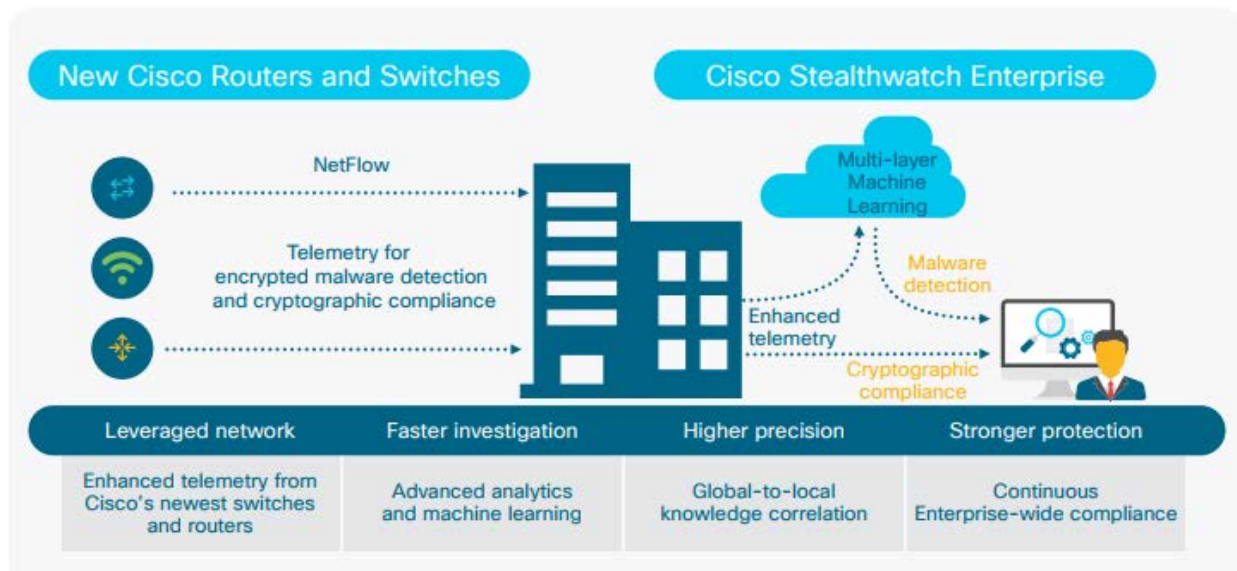 New Cisco Routers and Switches
Cisco Stealthwatch Enterprise
NetFlow
Telemetry for
encrypted malware detection
and cryptographic compliance
Multi-layer
Machine
Learning
Malware
detection
Enhanced
telemetry
Cryptographic
compliance
Leveraged network
Faster investigation
Higher precision
Stronger protection
Enhanced telemetry from
Cisco's newest switches
and routers
Advanced analytics
and machine learning
Global-to-local
knowledge correlation
Continuous
Enterprise-wide compliance